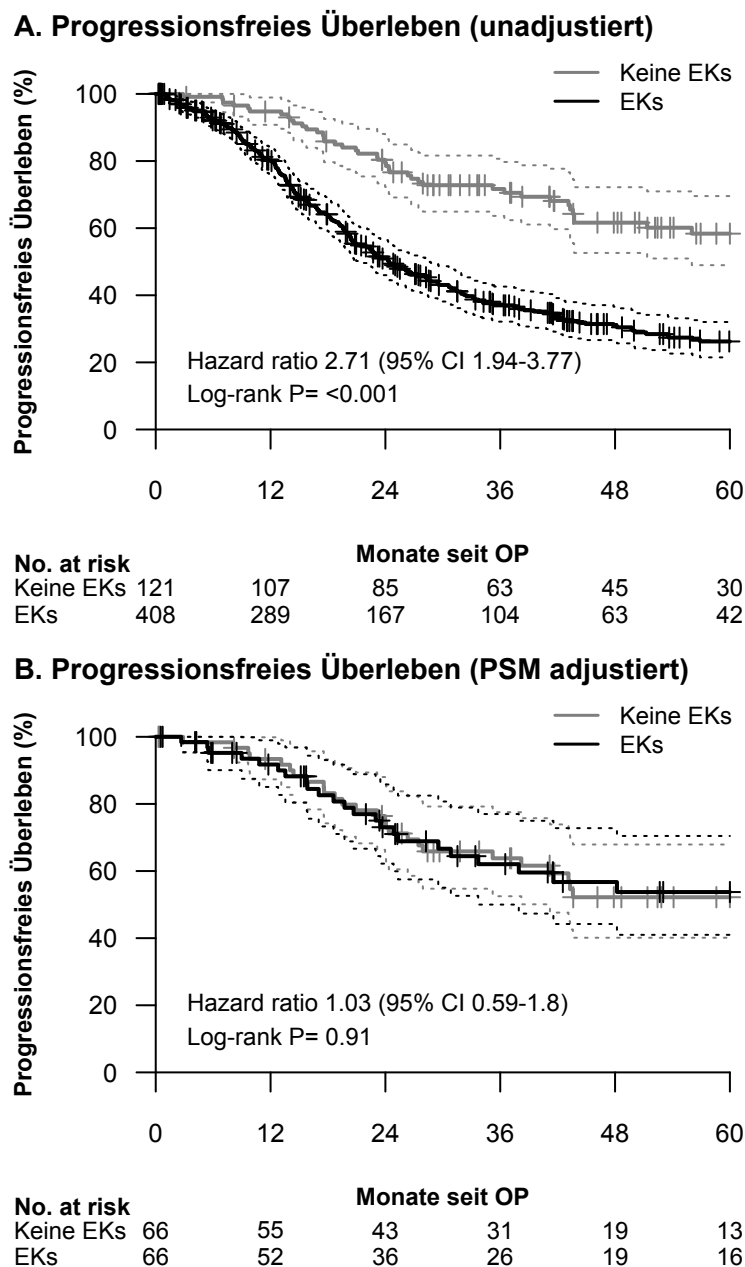 A. Progressionsfreies Überleben (unadjustiert)
Progressionsfreies Überleben (%)
Keine EKs
EKs
100
80
60
40
20
0
Hazard ratio 2.71 (95% CI 1.94-3.77)
Log-rank P= <0.001
0 12 24 36 48 60
Monate seit OP
No. at risk
Keine EKs 121 107 85 63 45 30
EKs 408 289 167 104 63 42
B. Progressionsfreies Überleben (PSM adjustiert)
Progressionsfreies Überleben (%)
Keine EKs
EKs
100
80
60
40
20
0
Hazard ratio 1.03 (95% CI 0.59-1.8)
Log-rank P= 0.91
0 12 24 36 48 60
Monate seit OP
No. at risk
Keine EKs 66 55 43 31 19 13
EKs 66 52 36 26 19 16